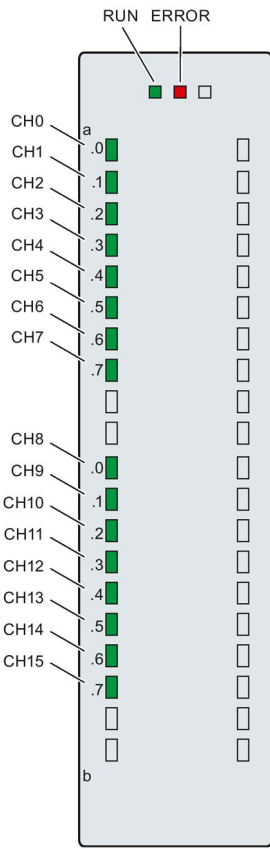 RUN ERROR
CH0
a
.0
CH1
.1
CH2
.2
CH3
.3
CH4
.4
CH5
.5
CH6
.6
CH7
.7
CH8
.0
CH9
.1
CH10
.2
CH11
.3
CH12
.4
CH13
.5
CH14
.6
CH15
.7
b